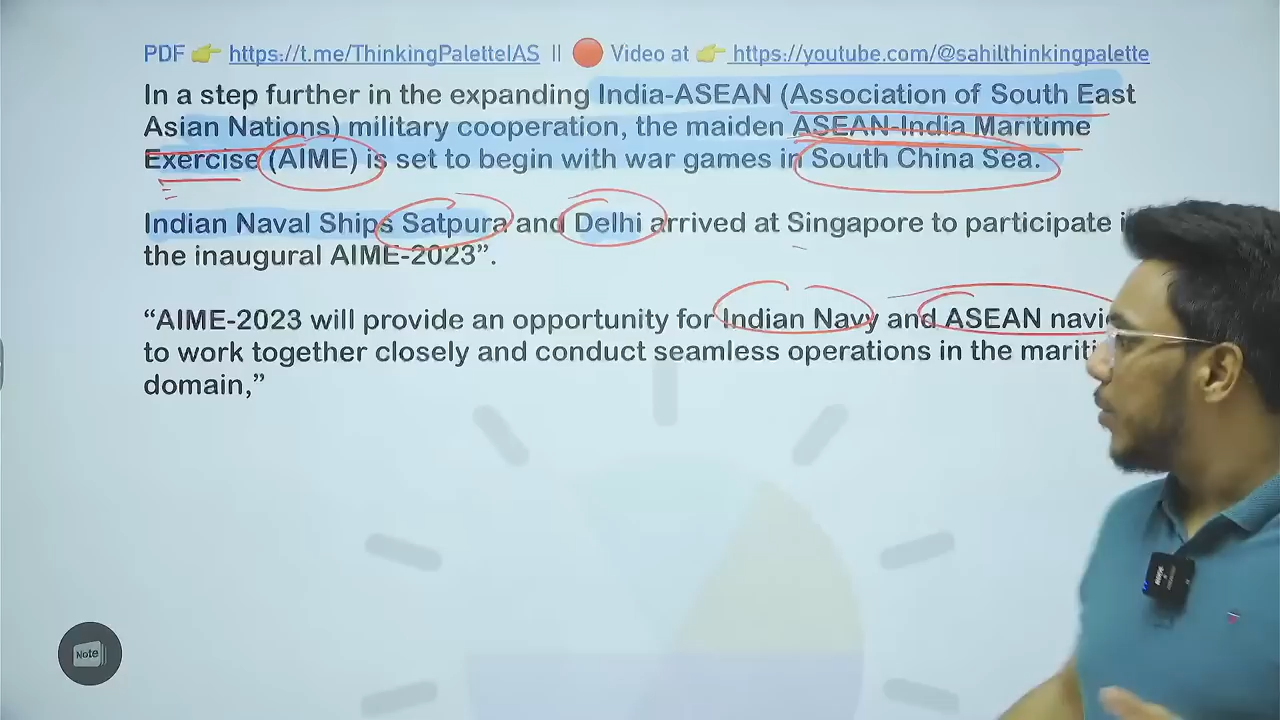 PDF 👉 https://t.me/ThinkingPaletteIAS || 🔴 Video at 👉 https://youtube.com/@sahilthinkingpalette
In a step further in the expanding India-ASEAN (Association of South East
Asian Nations) military cooperation, the maiden ASEAN-India Maritime
Exercise (AIME) is set to begin with war games in South China Sea.
Indian Naval Ships Satpura and Delhi arrived at Singapore to participate
the inaugural AIME-2023”.
“AIME-2023 will provide an opportunity for Indian Navy and ASEAN
to work together closely and conduct seamless operations in the
domain,”
Note